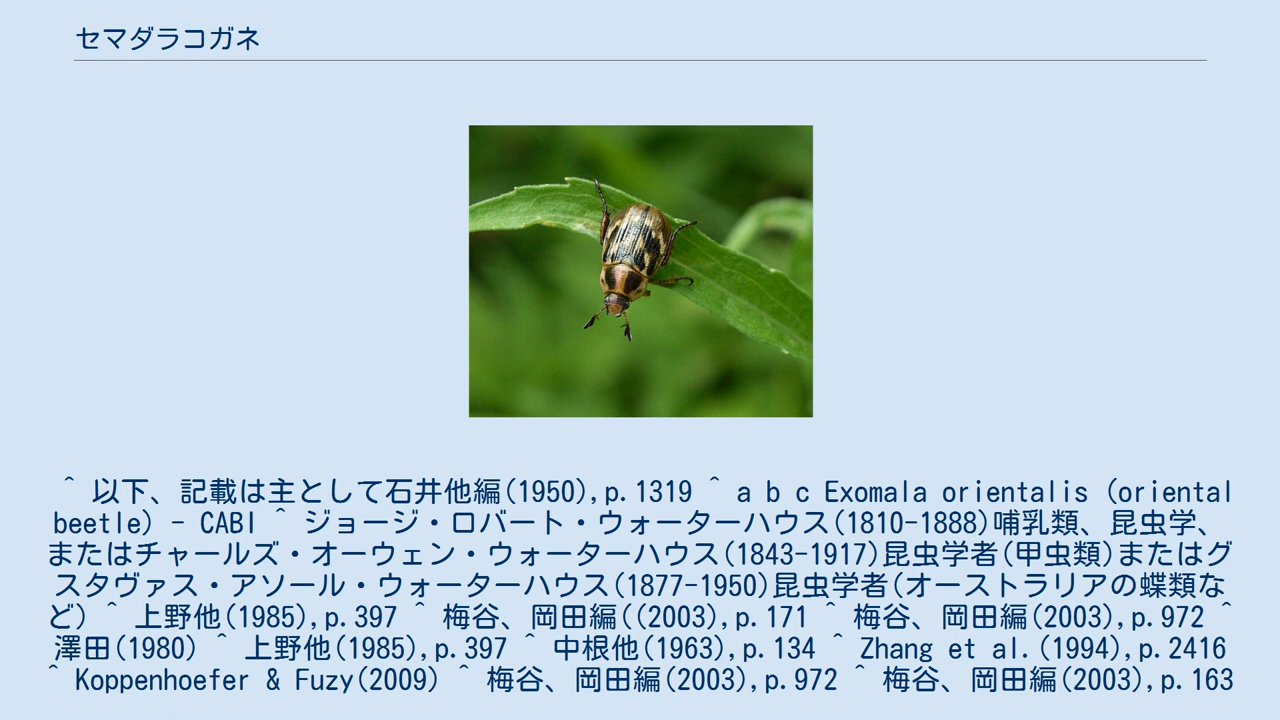 セマダラコガネ
^ 以下、記載は主として石井他編(1950),p.1319 ^ a b c Exomala orientalis (oriental
beetle) - CABI ^ ジョージ・ロバート・ウォーターハウス(1810-1888)哺乳類、昆虫学、
またはチャールズ・オーウェン・ウォーターハウス(1843-1917)昆虫学者(甲虫類)またはグ
スタヴァス・アソール・ウォーターハウス(1877-1950)昆虫学者(オーストラリアの蝶類な
ど) ^ 上野他(1985),p.397 ^ 梅谷、岡田編((2003),p.171 ^ 梅谷、岡田編(2003),p.972 ^
澤田(1980) ^ 上野他(1985),p.397 ^ 中根他(1963),p.134 ^ Zhang et al.(1994),p.2416
^ Koppenhoefer & Fuzy(2009) ^ 梅谷、岡田編(2003),p.972 ^ 梅谷、岡田編(2003),p.163